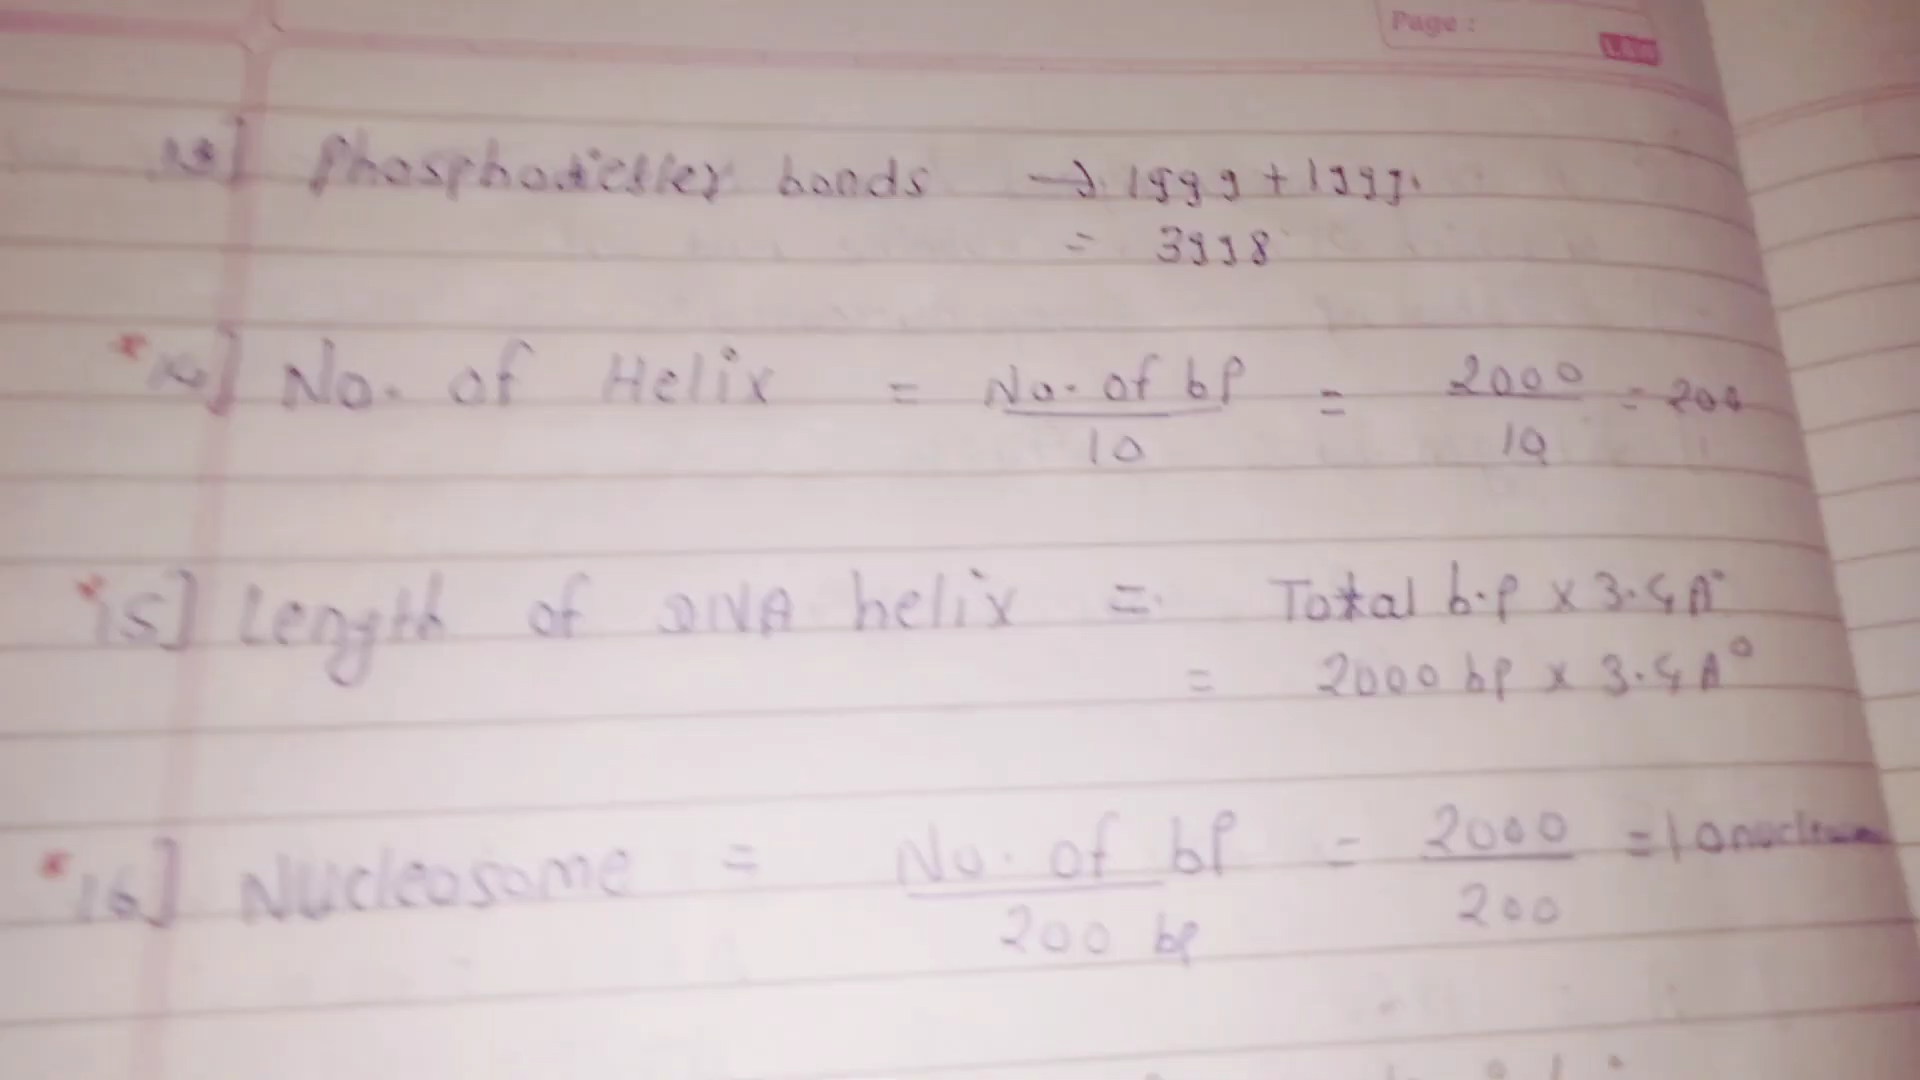 Page :
13] Phosphodiester bonds → 1999 + 1999.
= 3998
* 14] No. of Helix = No. of bP / 10 = 2000 / 10 = 200
* 15] Length of DNA helix = Total b.p x 3.4 A°
= 2000 bp x 3.4 A°
* 16] Nucleosome = No. of bP / 200 bp = 2000 / 200 = 10